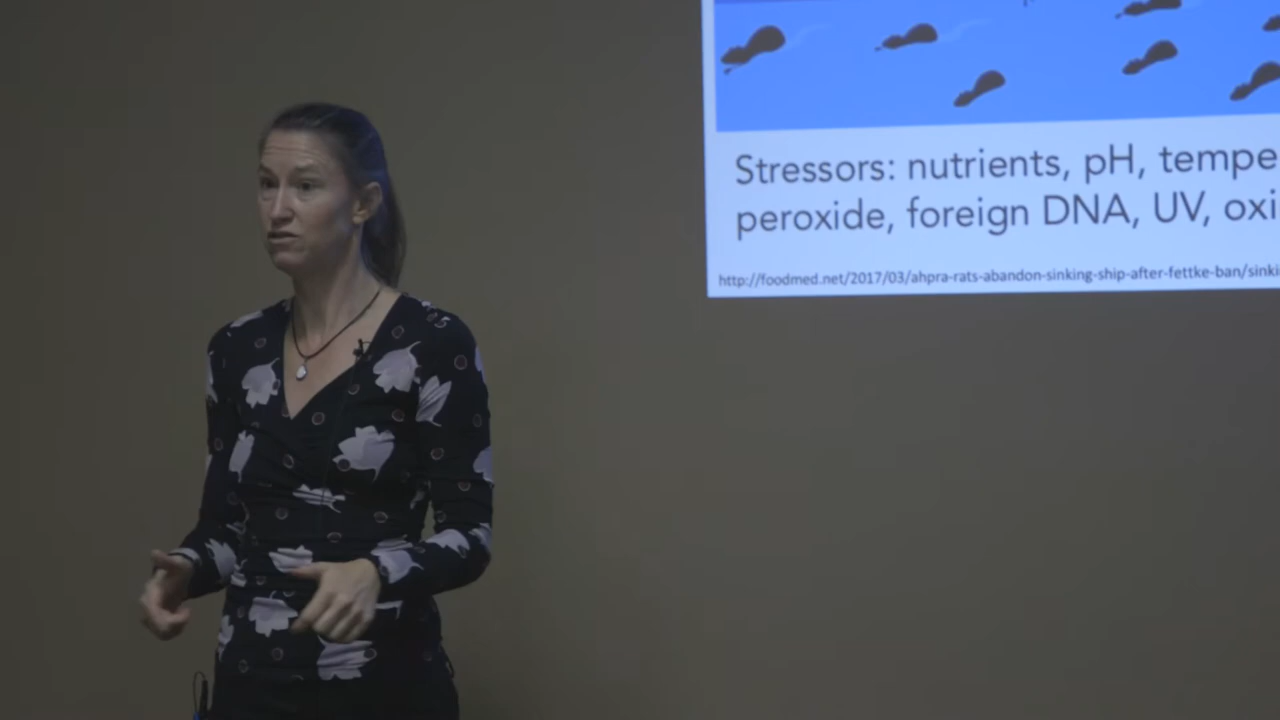 Stressors: nutrients, pH, tempe
peroxide, foreign DNA, UV, oxi
http://foodmed.net/2017/03/ahpra-rats-abandon-sinking-ship-after-fettke-ban/sinki